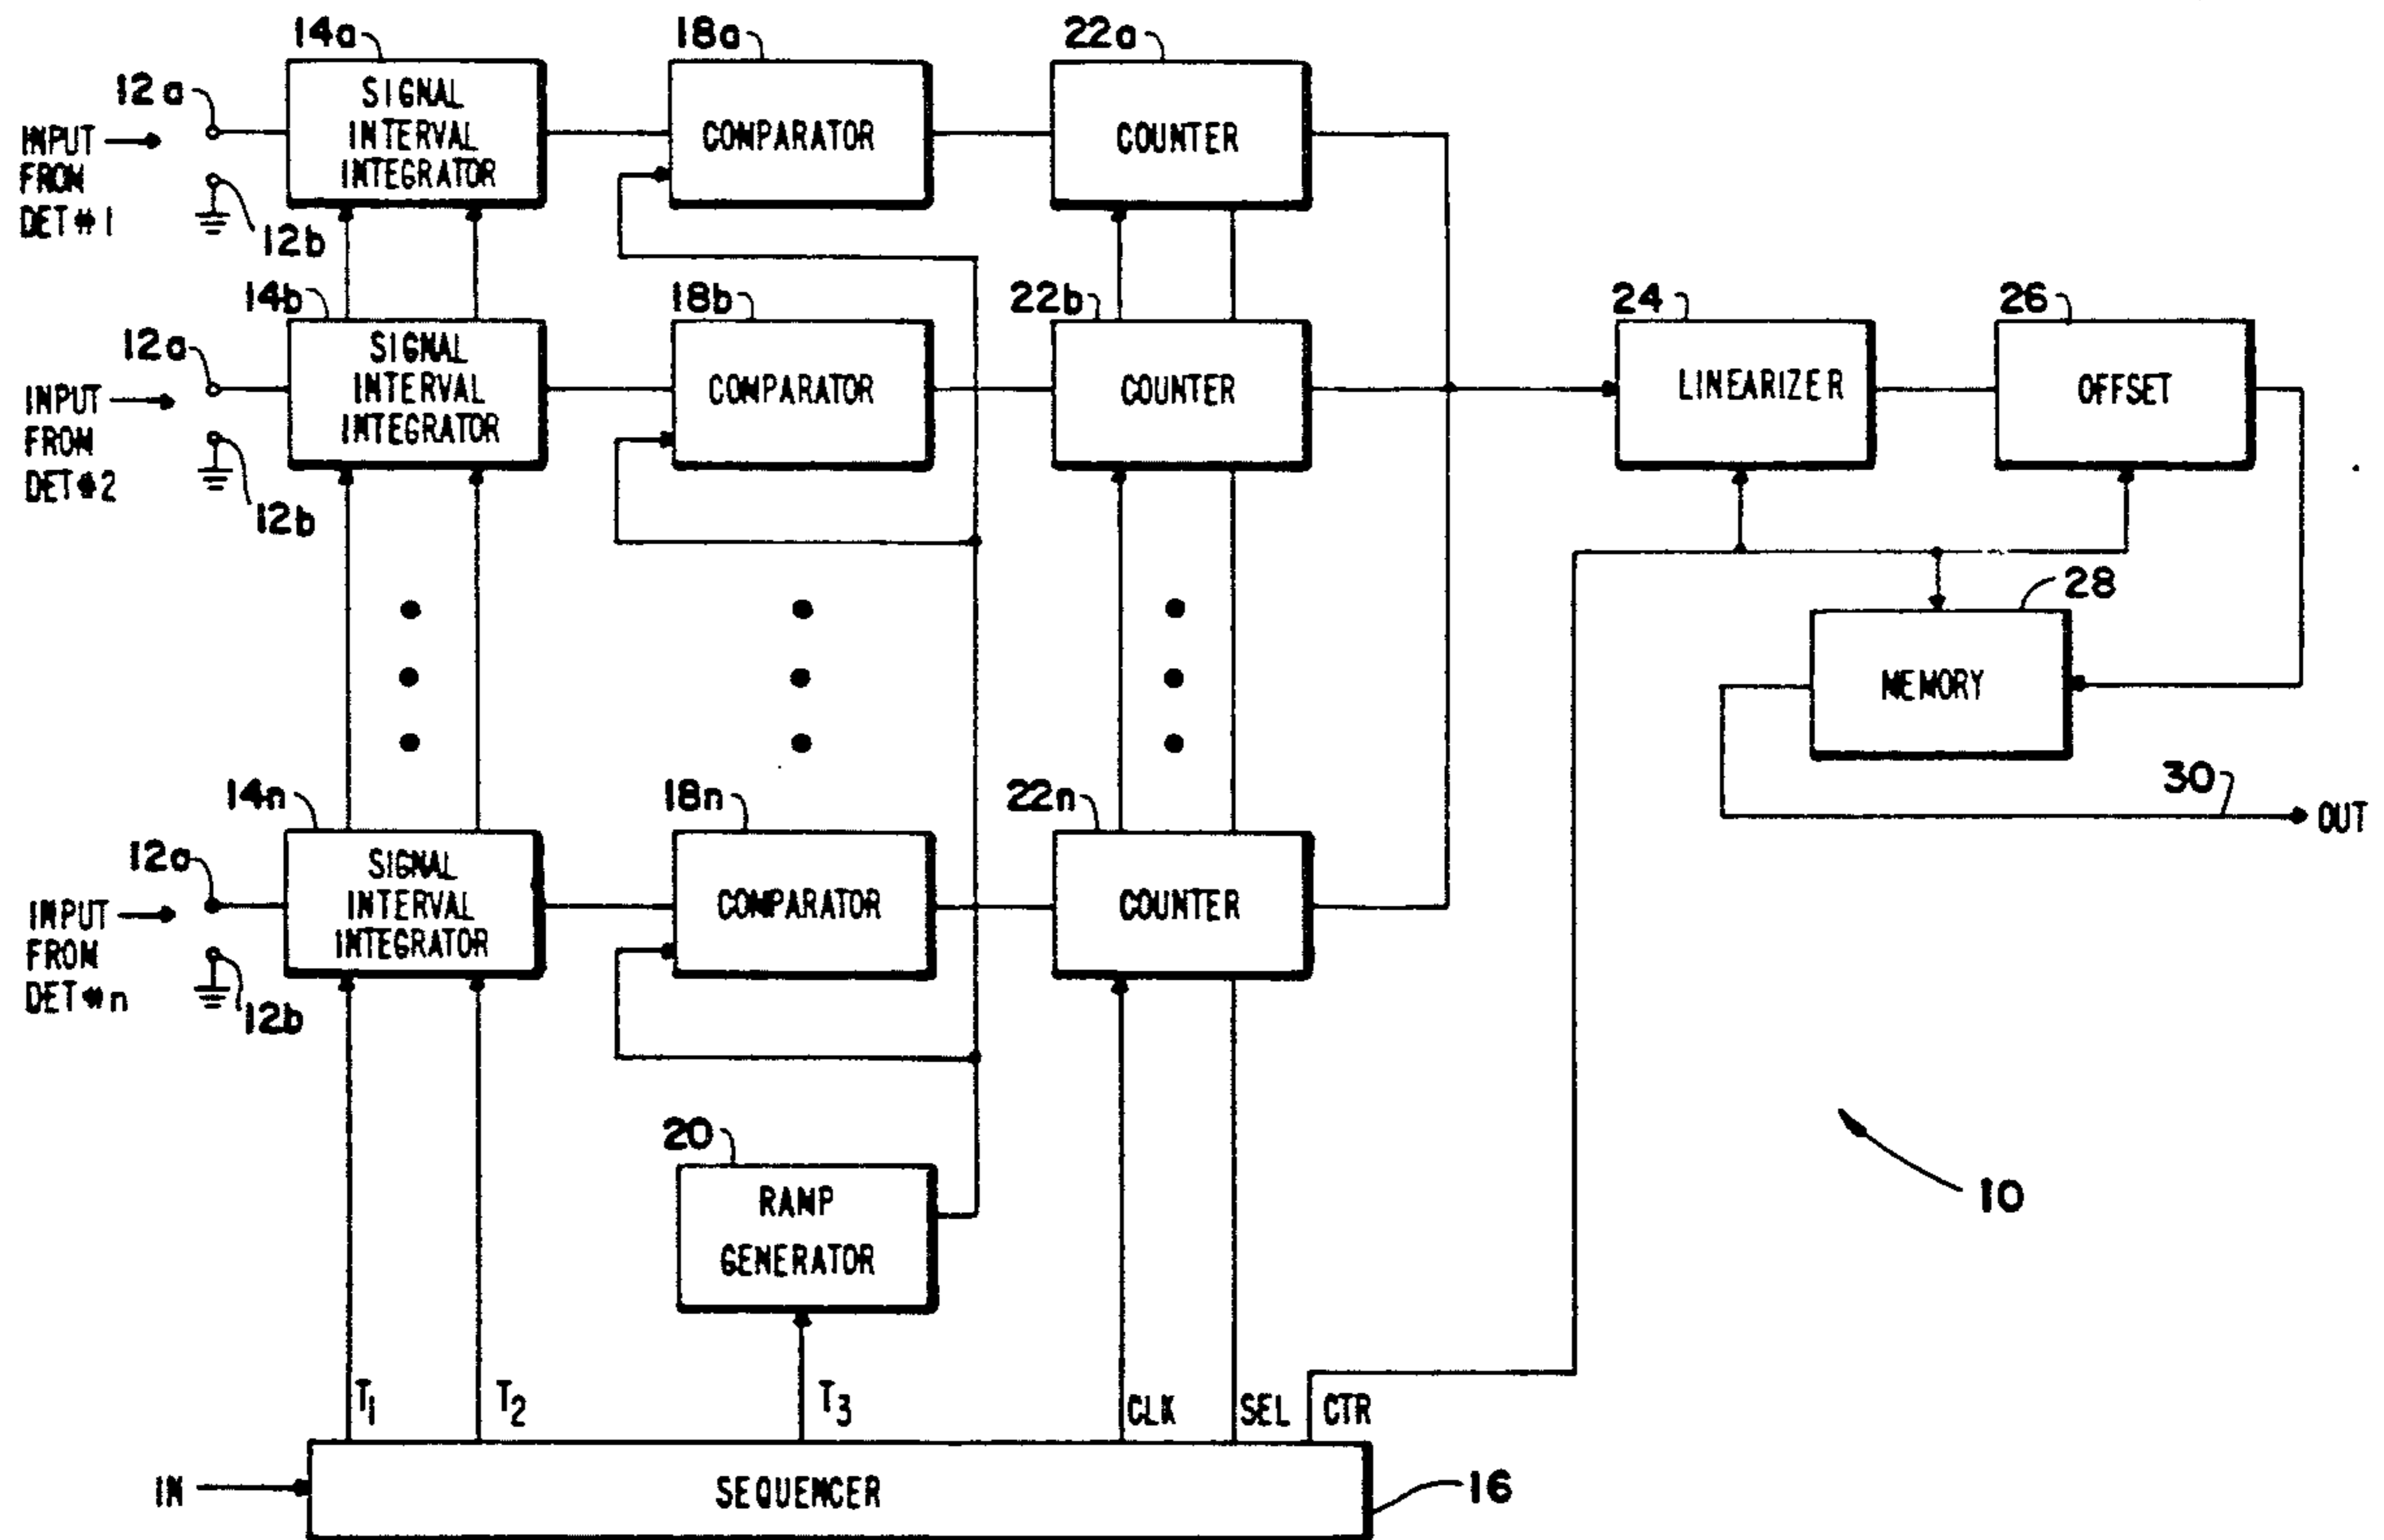 14a
18a
22a
12a
INPUT
FROM
DET#1
SIGNAL
INTERVAL
INTEGRATOR
COMPARATOR
COUNTER
12b
14b
18b
22b
24
26
12a
INPUT
FROM
DET#2
SIGNAL
INTERVAL
INTEGRATOR
COMPARATOR
COUNTER
LINEARIZER
OFFSET
12b
28
MEMORY
30
OUT
14n
18n
22n
12a
INPUT
FROM
DET#n
SIGNAL
INTERVAL
INTEGRATOR
COMPARATOR
COUNTER
12b
20
RAMP
GENERATOR
10
T1
T2
T3
CLK
SEL
CTR
IN
SEQUENCER
16